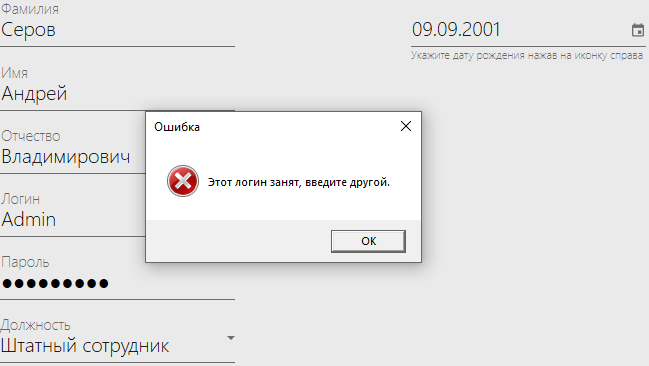 Фамилия
Серов
09.09.2001
Укажите дату рождения нажав на иконку справа
Имя
Андрей
Отчество
Владимирович
Логин
Admin
Пароль
●●●●●●●●●
Должность
Штатный сотрудник
Ошибка
Этот логин занят, введите другой.
OK